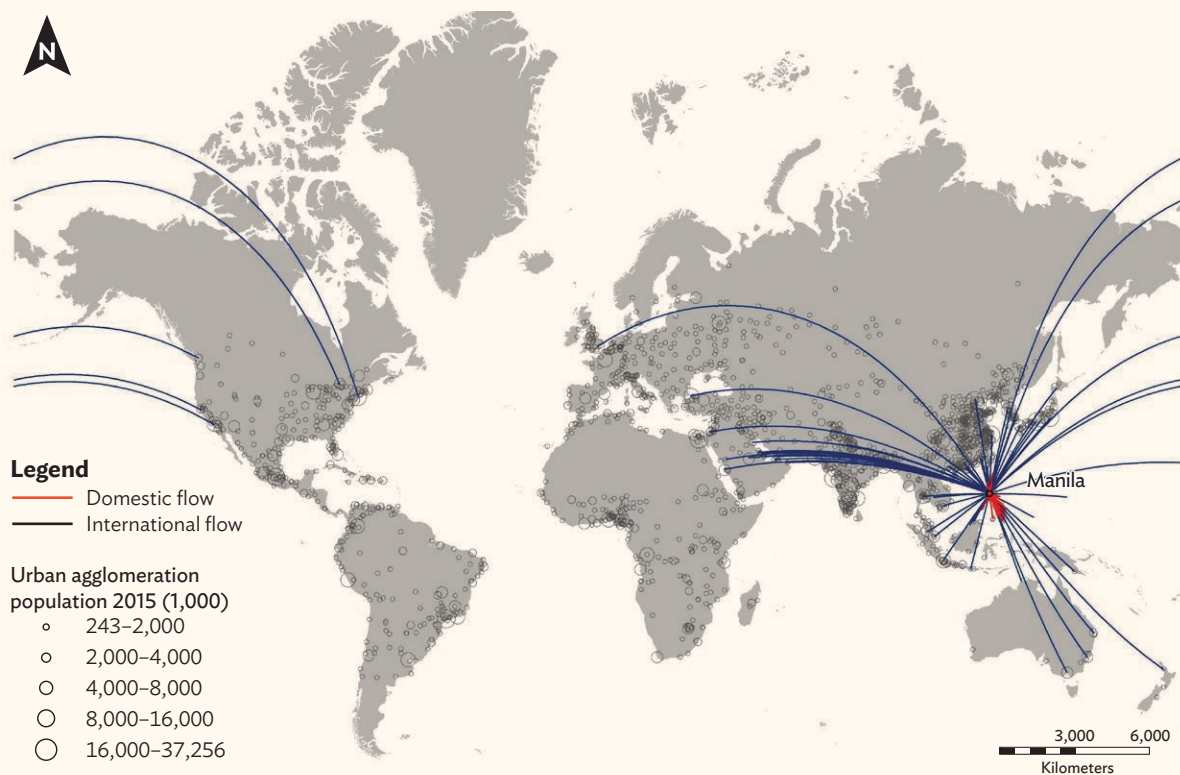 N
Manila
Legend
Domestic flow
International flow
Urban agglomeration
population 2015 (1,000)
243–2,000
2,000–4,000
4,000–8,000
8,000–16,000
16,000–37,256
3,000 6,000
Kilometers